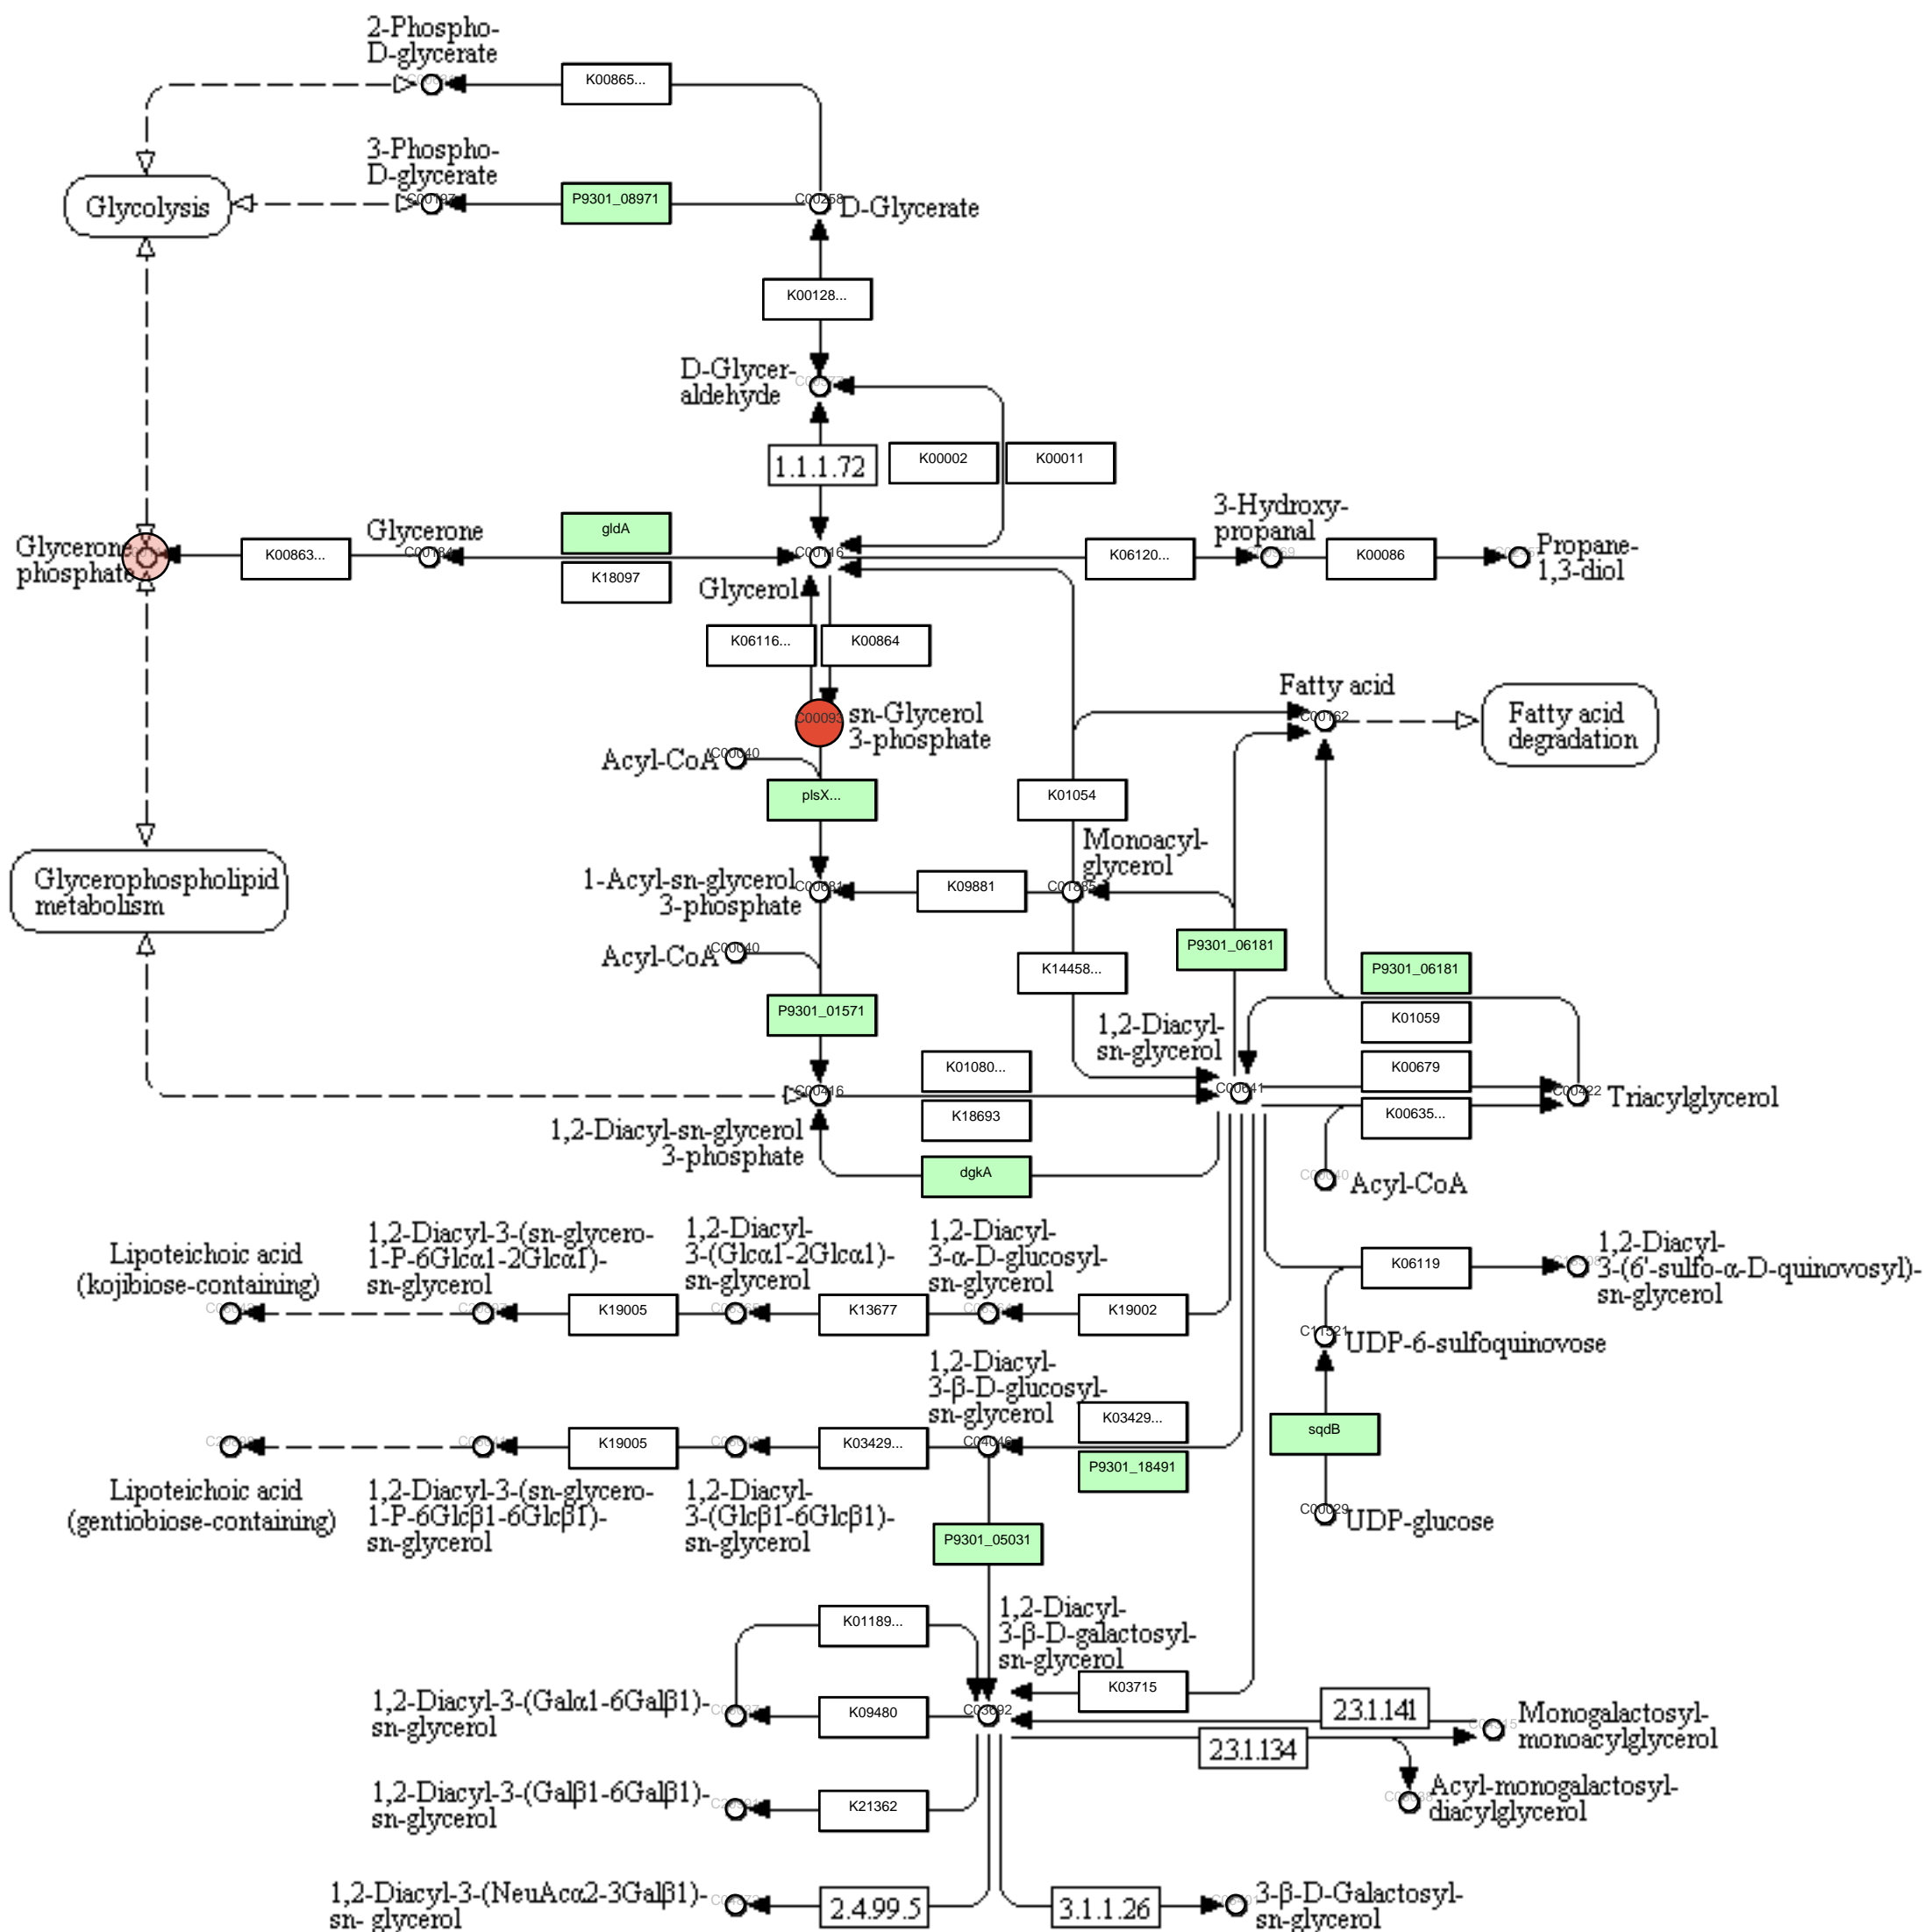 2-Phospho-
D-glycerate
K00865...
3-Phospho-
D-glycerate
Glycolysis
C00197
P9301_08971
C00258
D-Glycerate
K00128...
D-Glycer-
aldehyde
C00577
1.1.1.72
K00002
K00011
Glycerone
phosphate
K00863...
Glycerone
C00184
gldA
K18097
C00116
Glycerol
K06120...
3-Hydroxy-
propanal
K00086
Propane-
1,3-diol
K06116...
K00864
C00093
sn-Glycerol
3-phosphate
Fatty acid
C00162
Fatty acid
degradation
Acyl-CoA
C00040
plsX...
K01054
Monoacyl-
glycerol
Glycerophospholipid
metabolism
1-Acyl-sn-glycerol
3-phosphate
C00681
K09881
C01885
Acyl-CoA
C00040
K14458...
P9301_06181
P9301_06181
K01059
P9301_01571
1,2-Diacyl-
sn-glycerol
K01080...
K00679
C00416
C00641
C00422
Triacylglycerol
K18693
K00635...
1,2-Diacyl-sn-glycerol
3-phosphate
dgkA
C00040
Acyl-CoA
Lipoteichoic acid
(kojibiose-containing)
1,2-Diacyl-3-(sn-glycero-
1-P-6Glcα1-2Glcα1)-
sn-glycerol
1,2-Diacyl-
3-(Glcα1-2Glcα1)-
sn-glycerol
1,2-Diacyl-
3-α-D-glucosyl-
sn-glycerol
K19005
K13677
K19002
K06119
1,2-Diacyl-
3-(6'-sulfo-α-D-quinovosyl)-
sn-glycerol
C11521
UDP-6-sulfoquinovose
1,2-Diacyl-
3-β-D-glucosyl-
sn-glycerol
K03429...
sqdB
K19005
K03429...
C04046
P9301_18491
Lipoteichoic acid
(gentiobiose-containing)
1,2-Diacyl-3-(sn-glycero-
1-P-6Glcβ1-6Glcβ1)-
sn-glycerol
1,2-Diacyl-
3-(Glcβ1-6Glcβ1)-
sn-glycerol
C00029
UDP-glucose
P9301_05031
K01189...
1,2-Diacyl-
3-β-D-galactosyl-
sn-glycerol
K03715
1,2-Diacyl-3-(Galα1-6Galβ1)-
sn-glycerol
K09480
C03692
2.3.1.141
2.3.1.134
Monogalactosyl-
monoacylglycerol
1,2-Diacyl-3-(Galβ1-6Galβ1)-
sn-glycerol
K21362
Acyl-monogalactosyl-
diacylglycerol
1,2-Diacyl-3-(NeuAcα2-3Galβ1)-
sn- glycerol
2.4.99.5
3.1.1.26
3-β-D-Galactosyl-
sn-glycerol